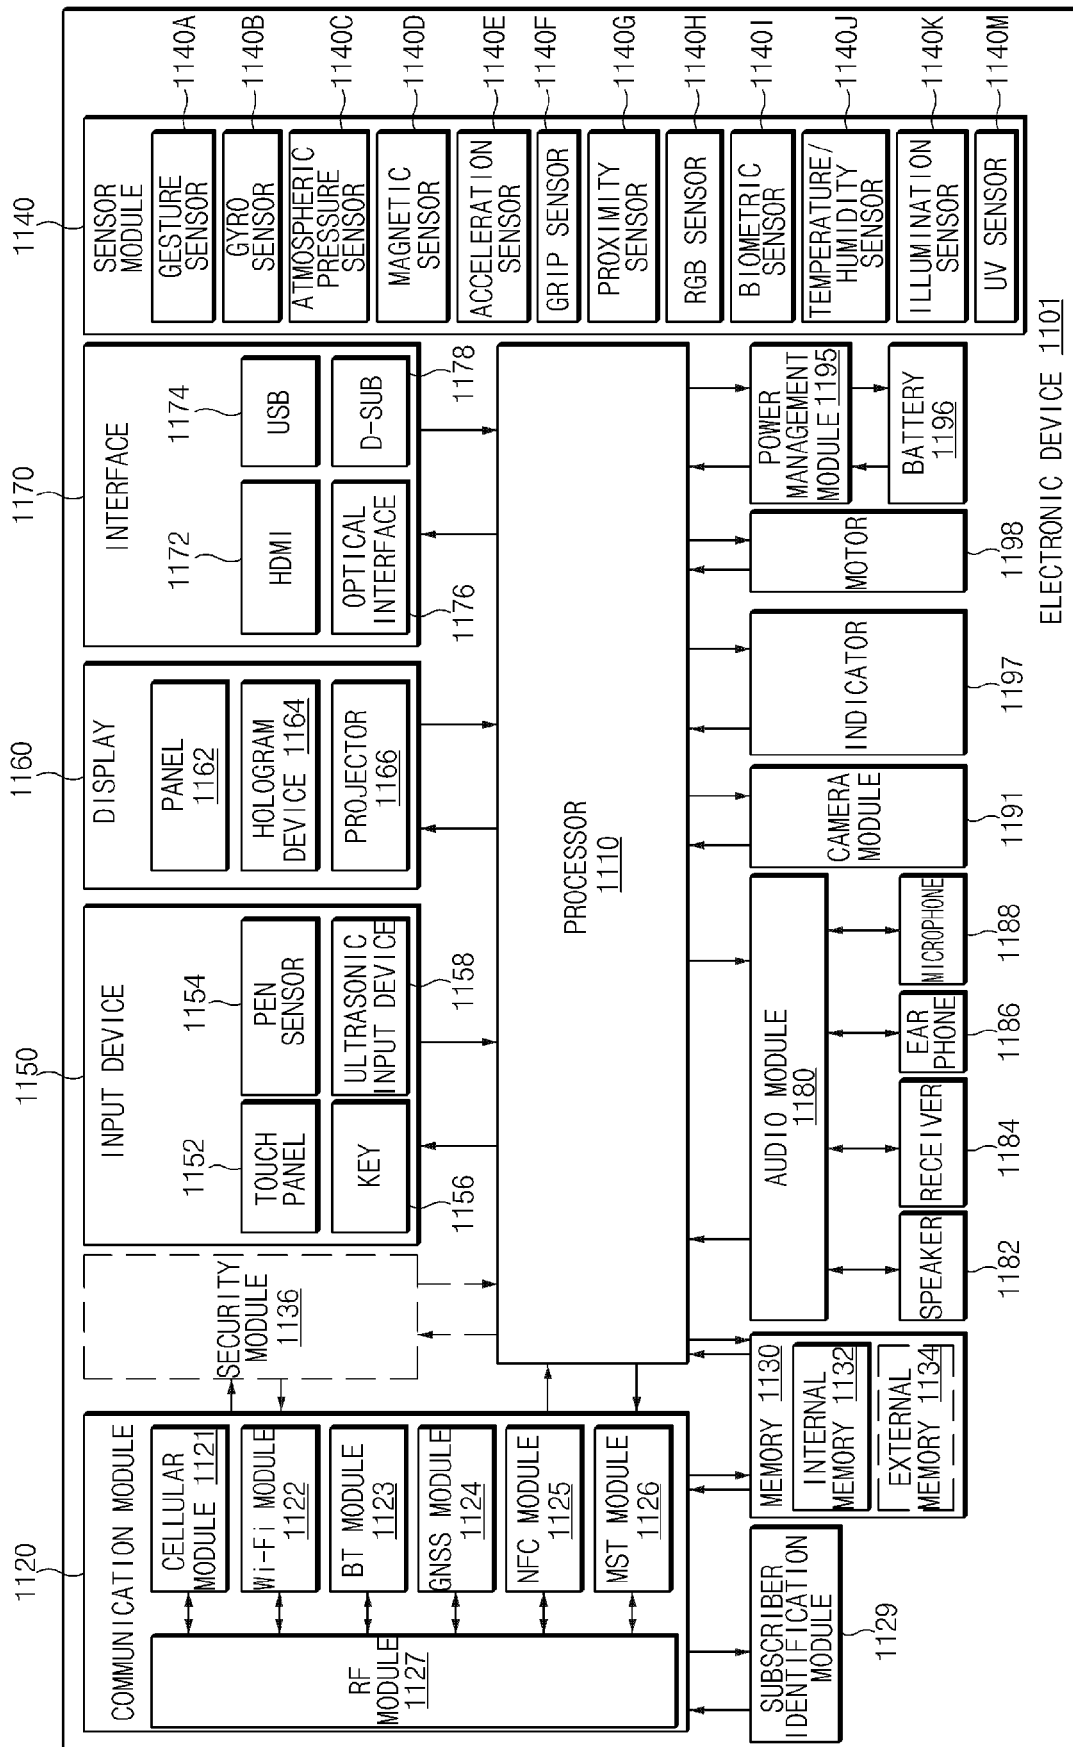 ELECTRONIC DEVICE 1101
1120
COMMUNICATION MODULE
CELLULAR
MODULE 1121
Wi-Fi MODULE
1122
BT MODULE
1123
GNSS MODULE
1124
NFC MODULE
1125
MST MODULE
1126
RF
MODULE
1127
SECURITY
MODULE
1136
1150
INPUT DEVICE
1152
TOUCH
PANEL
1154
PEN
SENSOR
KEY
1156
ULTRASONIC
INPUT DEVICE
1158
1160
DISPLAY
PANEL
1162
HOLOGRAM
DEVICE 1164
PROJECTOR
1166
1170
INTERFACE
1172
HDMI
1174
USB
OPTICAL
INTERFACE
1176
D-SUB
1178
1140
SENSOR
MODULE
GESTURE
SENSOR
1140A
GYRO
SENSOR
1140B
ATMOSPHERIC
PRESSURE
SENSOR
1140C
MAGNETIC
SENSOR
1140D
ACCELERATION
SENSOR
1140E
GRIP SENSOR
1140F
PROXIMITY
SENSOR
1140G
RGB SENSOR
1140H
BIOMETRIC
SENSOR
1140I
TEMPERATURE/
HUMIDITY
SENSOR
1140J
ILLUMINATION
SENSOR
1140K
UV SENSOR
1140M
PROCESSOR
1110
SUBSCRIBER
IDENTIFICATION
MODULE
1129
MEMORY 1130
INTERNAL
MEMORY 1132
EXTERNAL
MEMORY 1134
AUDIO MODULE
1180
SPEAKER
1182
RECEIVER
1184
EAR
PHONE
1186
MICROPHONE
1188
CAMERA
MODULE
1191
INDICATOR
1197
MOTOR
1198
POWER
MANAGEMENT
MODULE 1195
BATTERY
1196